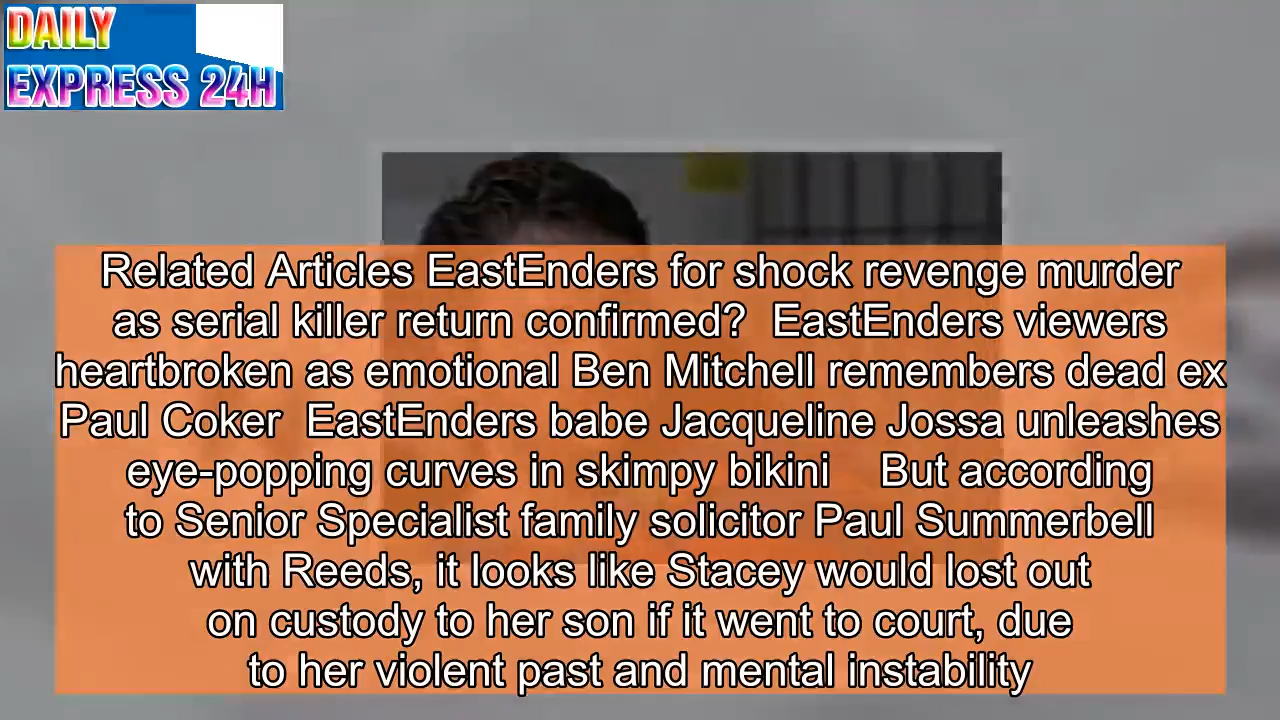 DAILY
EXPRESS 24H
Related Articles EastEnders for shock revenge murder
as serial killer return confirmed?  EastEnders viewers
heartbroken as emotional Ben Mitchell remembers dead ex
Paul Coker  EastEnders babe Jacqueline Jossa unleashes
eye-popping curves in skimpy bikini    But according
to Senior Specialist family solicitor Paul Summerbell
with Reeds, it looks like Stacey would lost out
on custody to her son if it went to court, due
to her violent past and mental instability